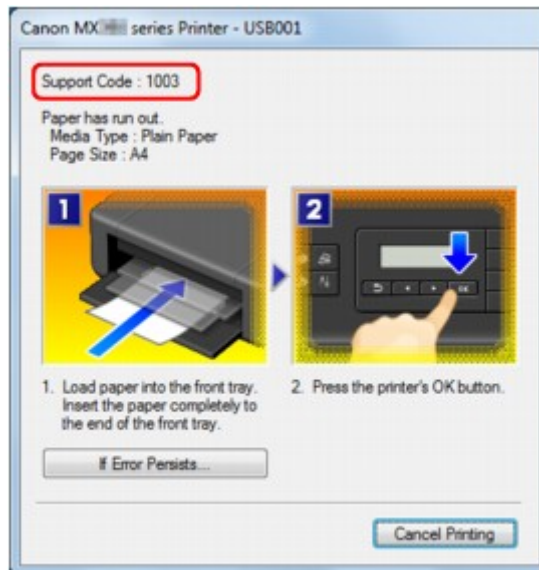 Canon MX series Printer - USB001
Support Code : 1003
Paper has run out.
Media Type : Plain Paper
Page Size : A4
1
2
1. Load paper into the front tray.
Insert the paper completely to
the end of the front tray.
2. Press the printer's OK button.
If Error Persists...
Cancel Printing